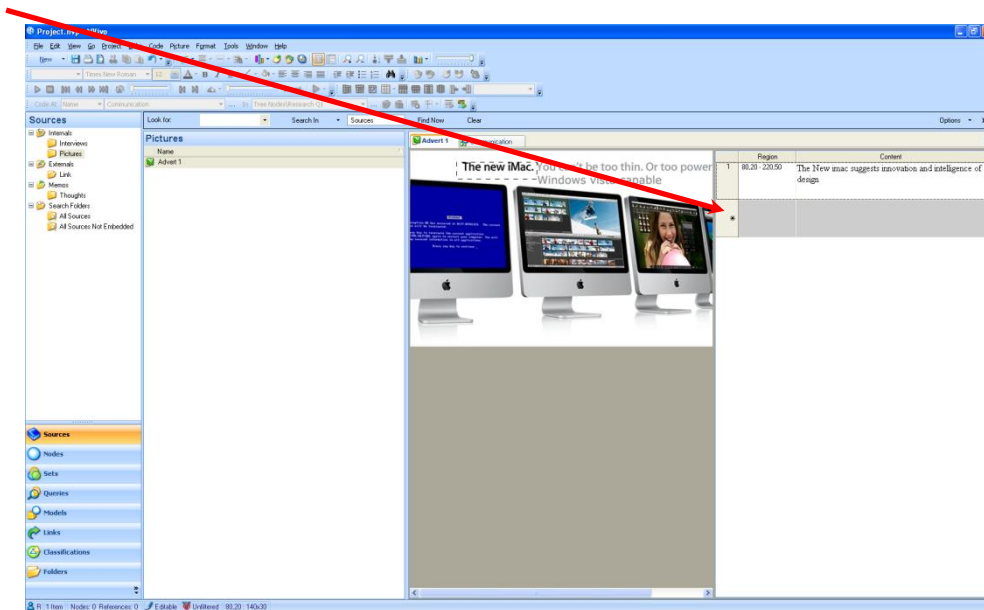 File Edit View Go Project
Code Picture Format Tools Window Help
New
Times New Roman 12
Code At Name Communication In
Sources
Look for: Search In Sources Find Now Clear Options
Internals
Interviews
Pictures
Externals
Link
Memos
Thoughts
Search Folders
All Sources
All Sources Not Embedded
Pictures
Name
Advert 1
Advert 1
The new iMac. You can't be too thin. Or too power
Windows Vista capable
Region Content
1 80,20 - 220,50 The New imac suggests innovation and intelligence of
design
Sources
Nodes
Sets
Queries
Models
Links
Classifications
Folders
R 1 Item Nodes: 0 References: 0 Editable Unfiltered 80,20 140x30